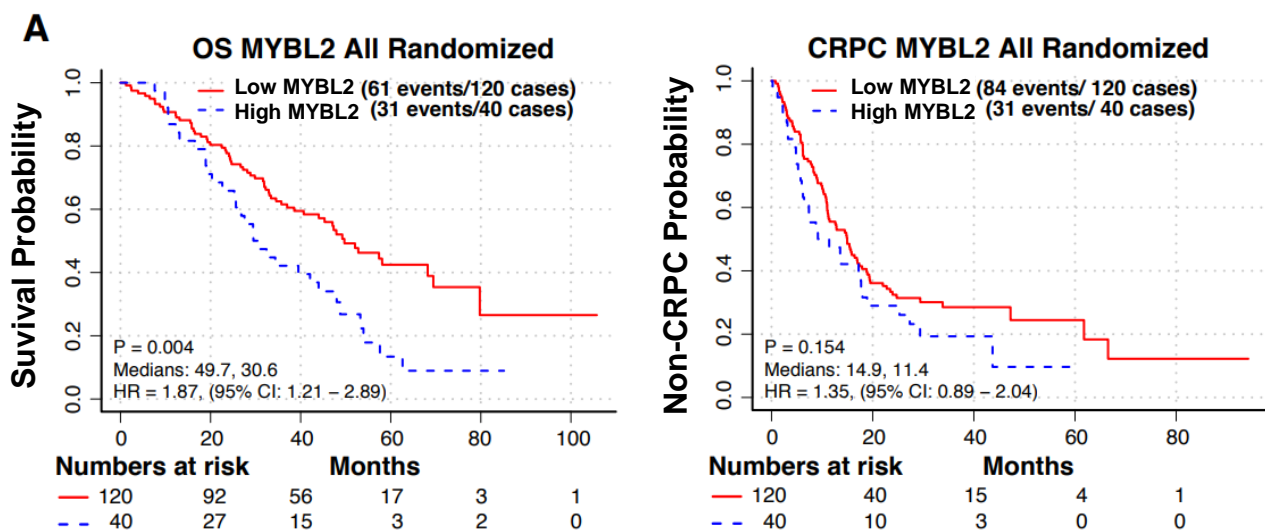 A
OS MYBL2 All Randomized
Suvival Probability
1.0
0.8
0.6
0.4
0.2
0.0
Low MYBL2 (61 events/120 cases)
High MYBL2 (31 events/40 cases)
P = 0.004
Medians: 49.7, 30.6
HR = 1.87, (95% CI: 1.21 – 2.89)
0 20 40 60 80 100
Numbers at risk Months
120 92 56 17 3 1
40 27 15 3 2 0
CRPC MYBL2 All Randomized
Non-CRPC Probability
1.0
0.8
0.6
0.4
0.2
0.0
Low MYBL2 (84 events/ 120 cases)
High MYBL2 (31 events/ 40 cases)
P = 0.154
Medians: 14.9, 11.4
HR = 1.35, (95% CI: 0.89 – 2.04)
0 20 40 60 80
Numbers at risk Months
120 40 15 4 1
40 10 3 0 0